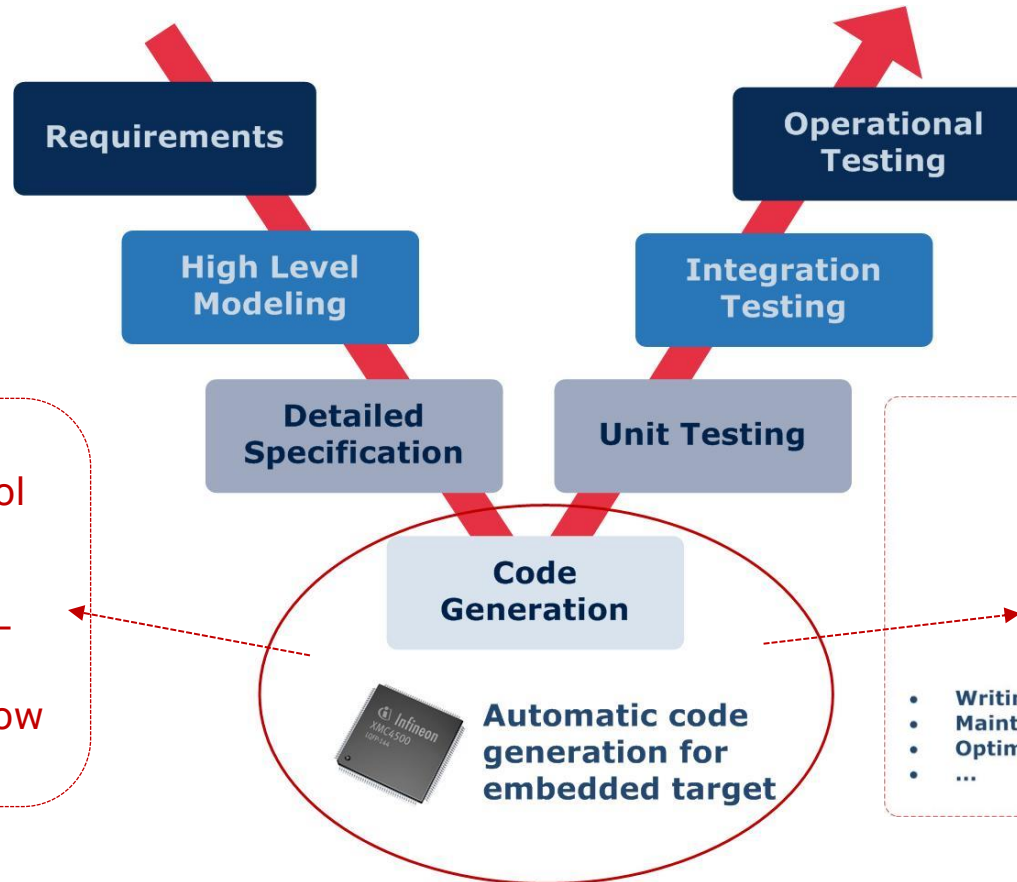 Requirements
Operational
Testing
High Level
Modeling
Integration
Testing
Detailed
Specification
Unit Testing
Code
Generation
Infineon
XMC4500
Automatic code
generation for
embedded target
•
•
•
• ...